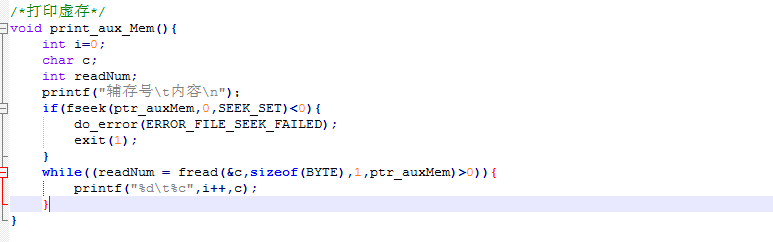 /*打印虚存*/
void print_aux_Mem(){
    int i=0;
    char c;
    int readNum;
    printf("辅存号\t内容\n");
    if(fseek(ptr_auxMem,0,SEEK_SET)<0){
        do_error(ERROR_FILE_SEEK_FAILED);
        exit(1);
    }
    while((readNum = fread(&c,sizeof(BYTE),1,ptr_auxMem)>0)){
        printf("%d\t%c",i++,c);
    }
}